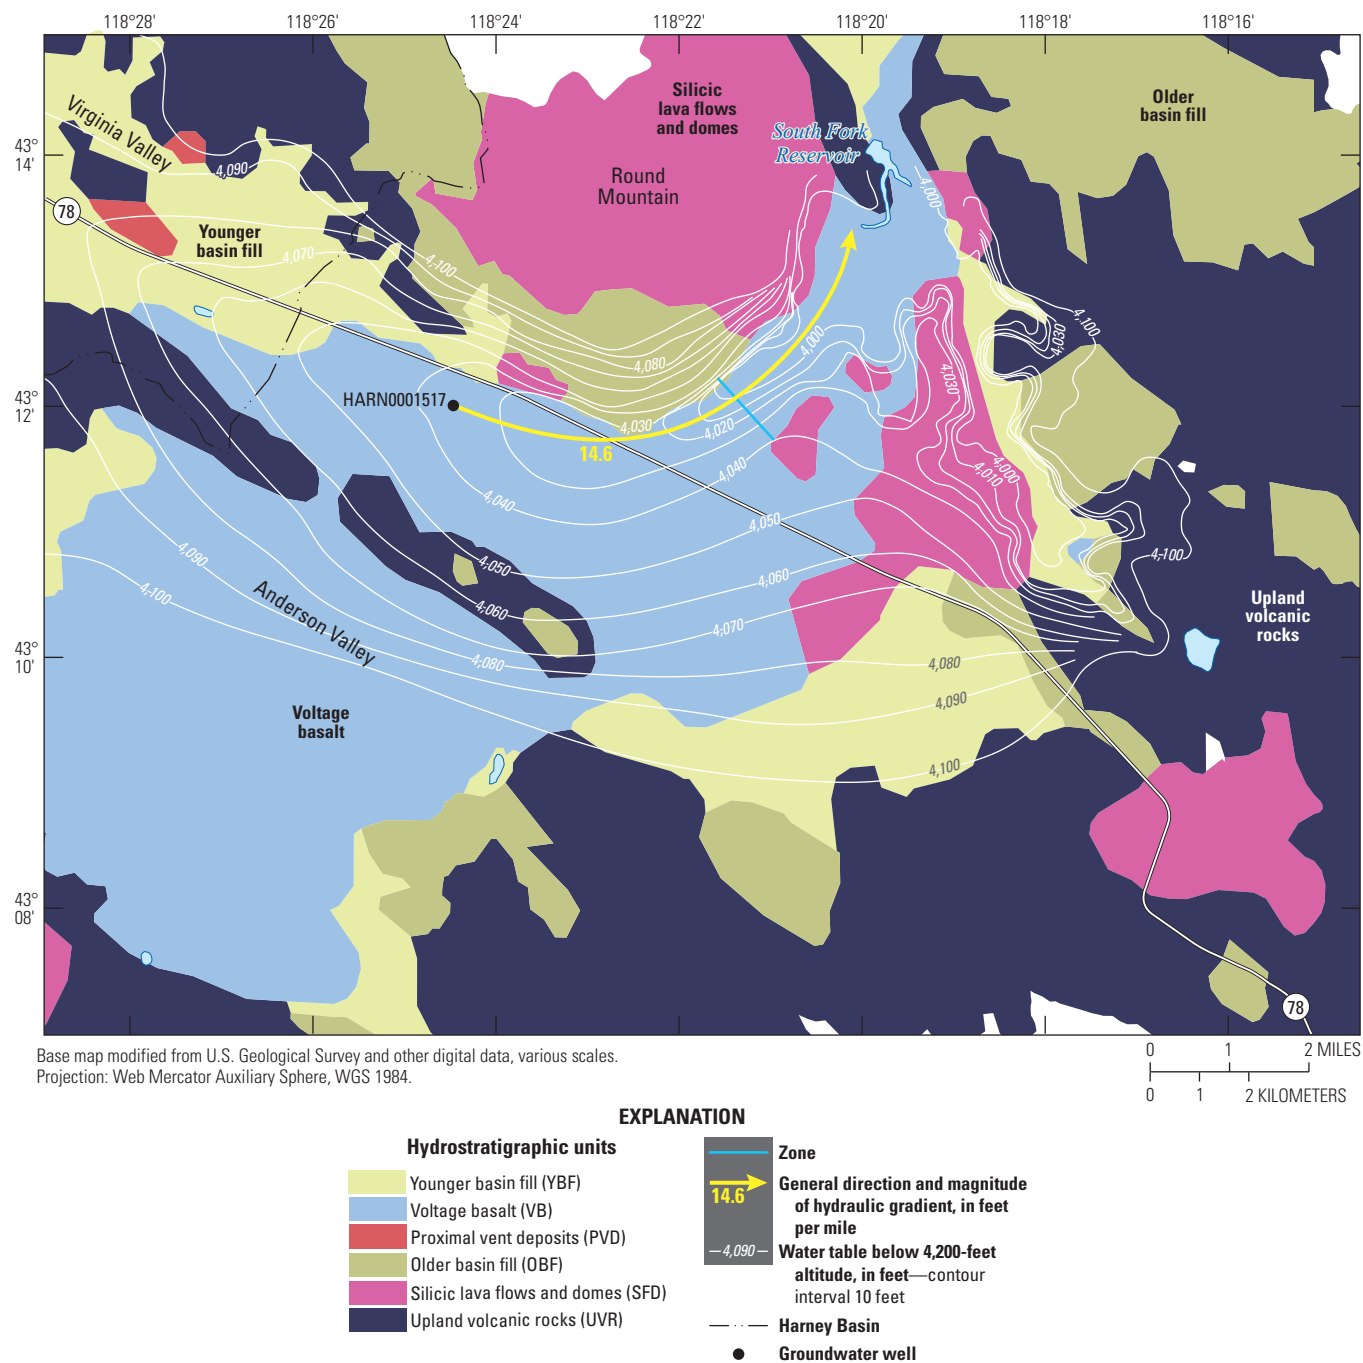 118°28'
118°26'
118°24'
118°22'
118°20'
118°18'
118°16'
43°
14'
43°
12'
43°
10'
43°
08'
Silicic
lava flows
and domes
Older
basin fill
South Fork
Reservoir
Virginia Valley
Round
Mountain
4,090
4,000
78
Younger
basin fill
4,070
4,100
4,100
4,030
4,000
4,080
4,030
HARN0001517
4,030
4,020
14.6
4,040
4,000
4,010
4,040
4,050
4,090
4,050
4,100
4,060
4,100
Anderson Valley
4,060
4,070
Upland
volcanic
rocks
4,080
4,080
4,090
Voltage
basalt
4,100
78
Base map modified from U.S. Geological Survey and other digital data, various scales.
Projection: Web Mercator Auxiliary Sphere, WGS 1984.
0 1 2 MILES
0 1 2 KILOMETERS
EXPLANATION
Hydrostratigraphic units
Younger basin fill (YBF)
Voltage basalt (VB)
Proximal vent deposits (PVD)
Older basin fill (OBF)
Silicic lava flows and domes (SFD)
Upland volcanic rocks (UVR)
Zone
14.6
General direction and magnitude
of hydraulic gradient, in feet
per mile
4,090
Water table below 4,200-feet
altitude, in feet—contour
interval 10 feet
Harney Basin
Groundwater well